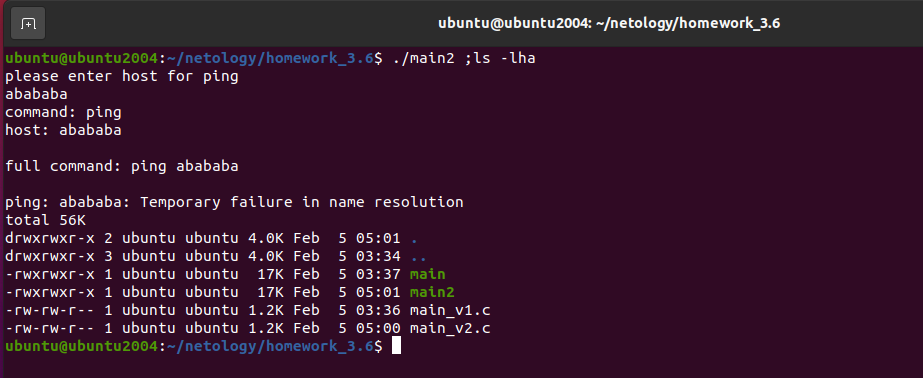 ubuntu@ubuntu2004: ~/netology/homework_3.6
ubuntu@ubuntu2004:~/netology/homework_3.6$ ./main2 ;ls -lha
please enter host for ping
abababa
command: ping
host: abababa
full command: ping abababa
ping: abababa: Temporary failure in name resolution
total 56K
drwxrwxr-x 2 ubuntu ubuntu 4.0K Feb  5 05:01 .
drwxrwxr-x 3 ubuntu ubuntu 4.0K Feb  5 03:34 ..
-rwxrwxr-x 1 ubuntu ubuntu  17K Feb  5 03:37 main
-rwxrwxr-x 1 ubuntu ubuntu  17K Feb  5 05:01 main2
-rw-rw-r-- 1 ubuntu ubuntu 1.2K Feb  5 03:36 main_v1.c
-rw-rw-r-- 1 ubuntu ubuntu 1.2K Feb  5 05:00 main_v2.c
ubuntu@ubuntu2004:~/netology/homework_3.6$